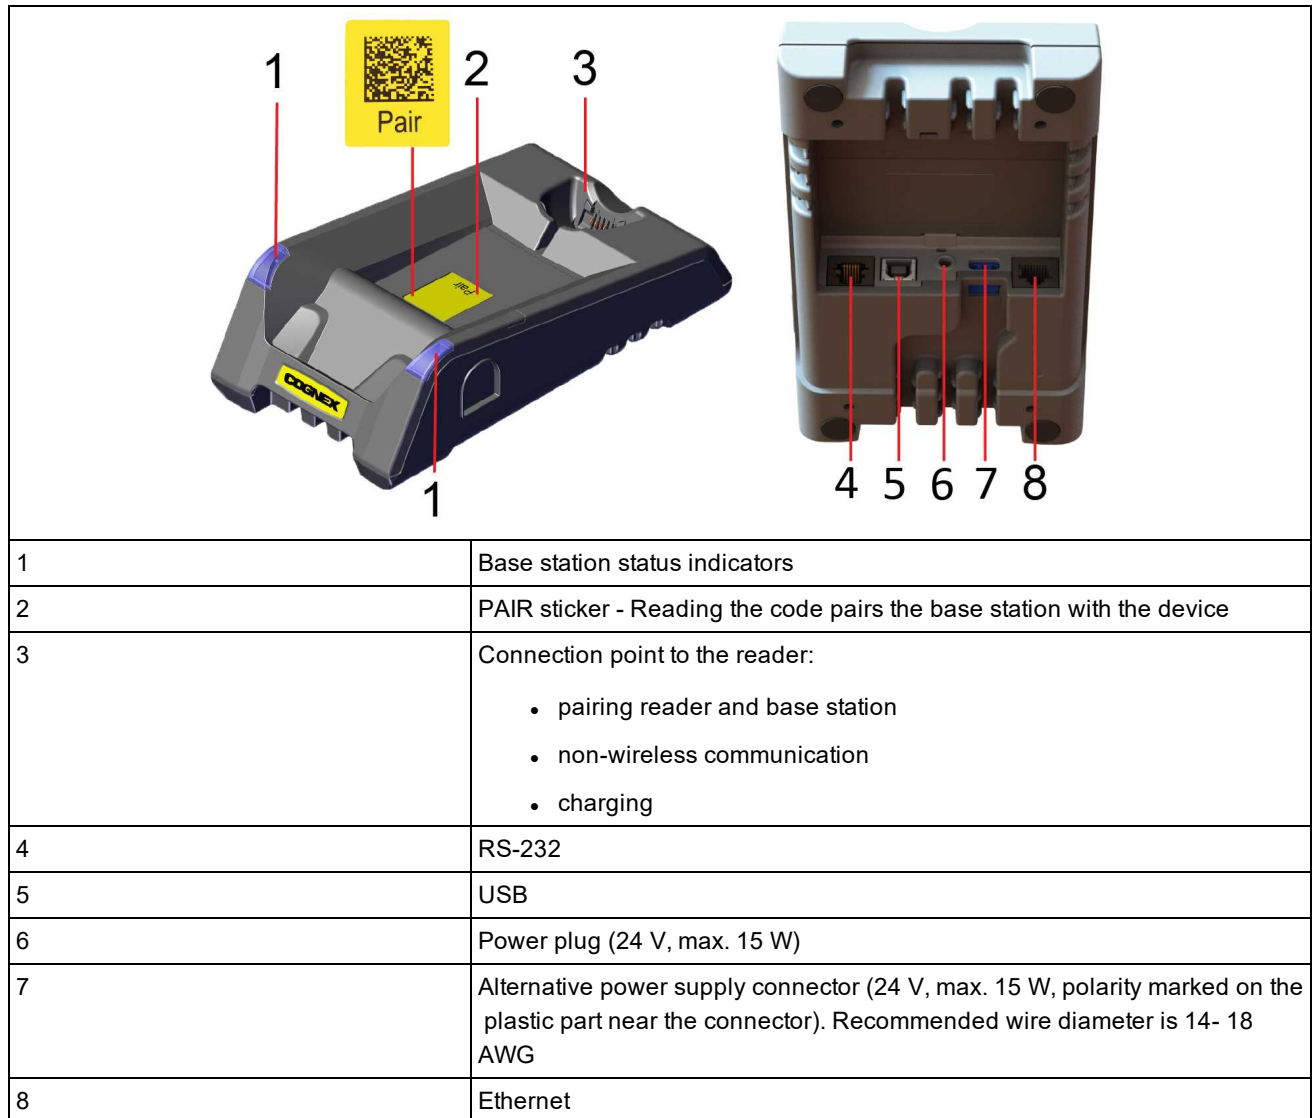 1
2
3
Pair
Pair
COGNEX
1
4 5 6 7 8
1 Base station status indicators
2 PAIR sticker - Reading the code pairs the base station with the device
3 Connection point to the reader:
• pairing reader and base station
• non-wireless communication
• charging
4 RS-232
5 USB
6 Power plug (24 V, max. 15 W)
7 Alternative power supply connector (24 V, max. 15 W, polarity marked on the
plastic part near the connector). Recommended wire diameter is 14- 18
AWG
8 Ethernet